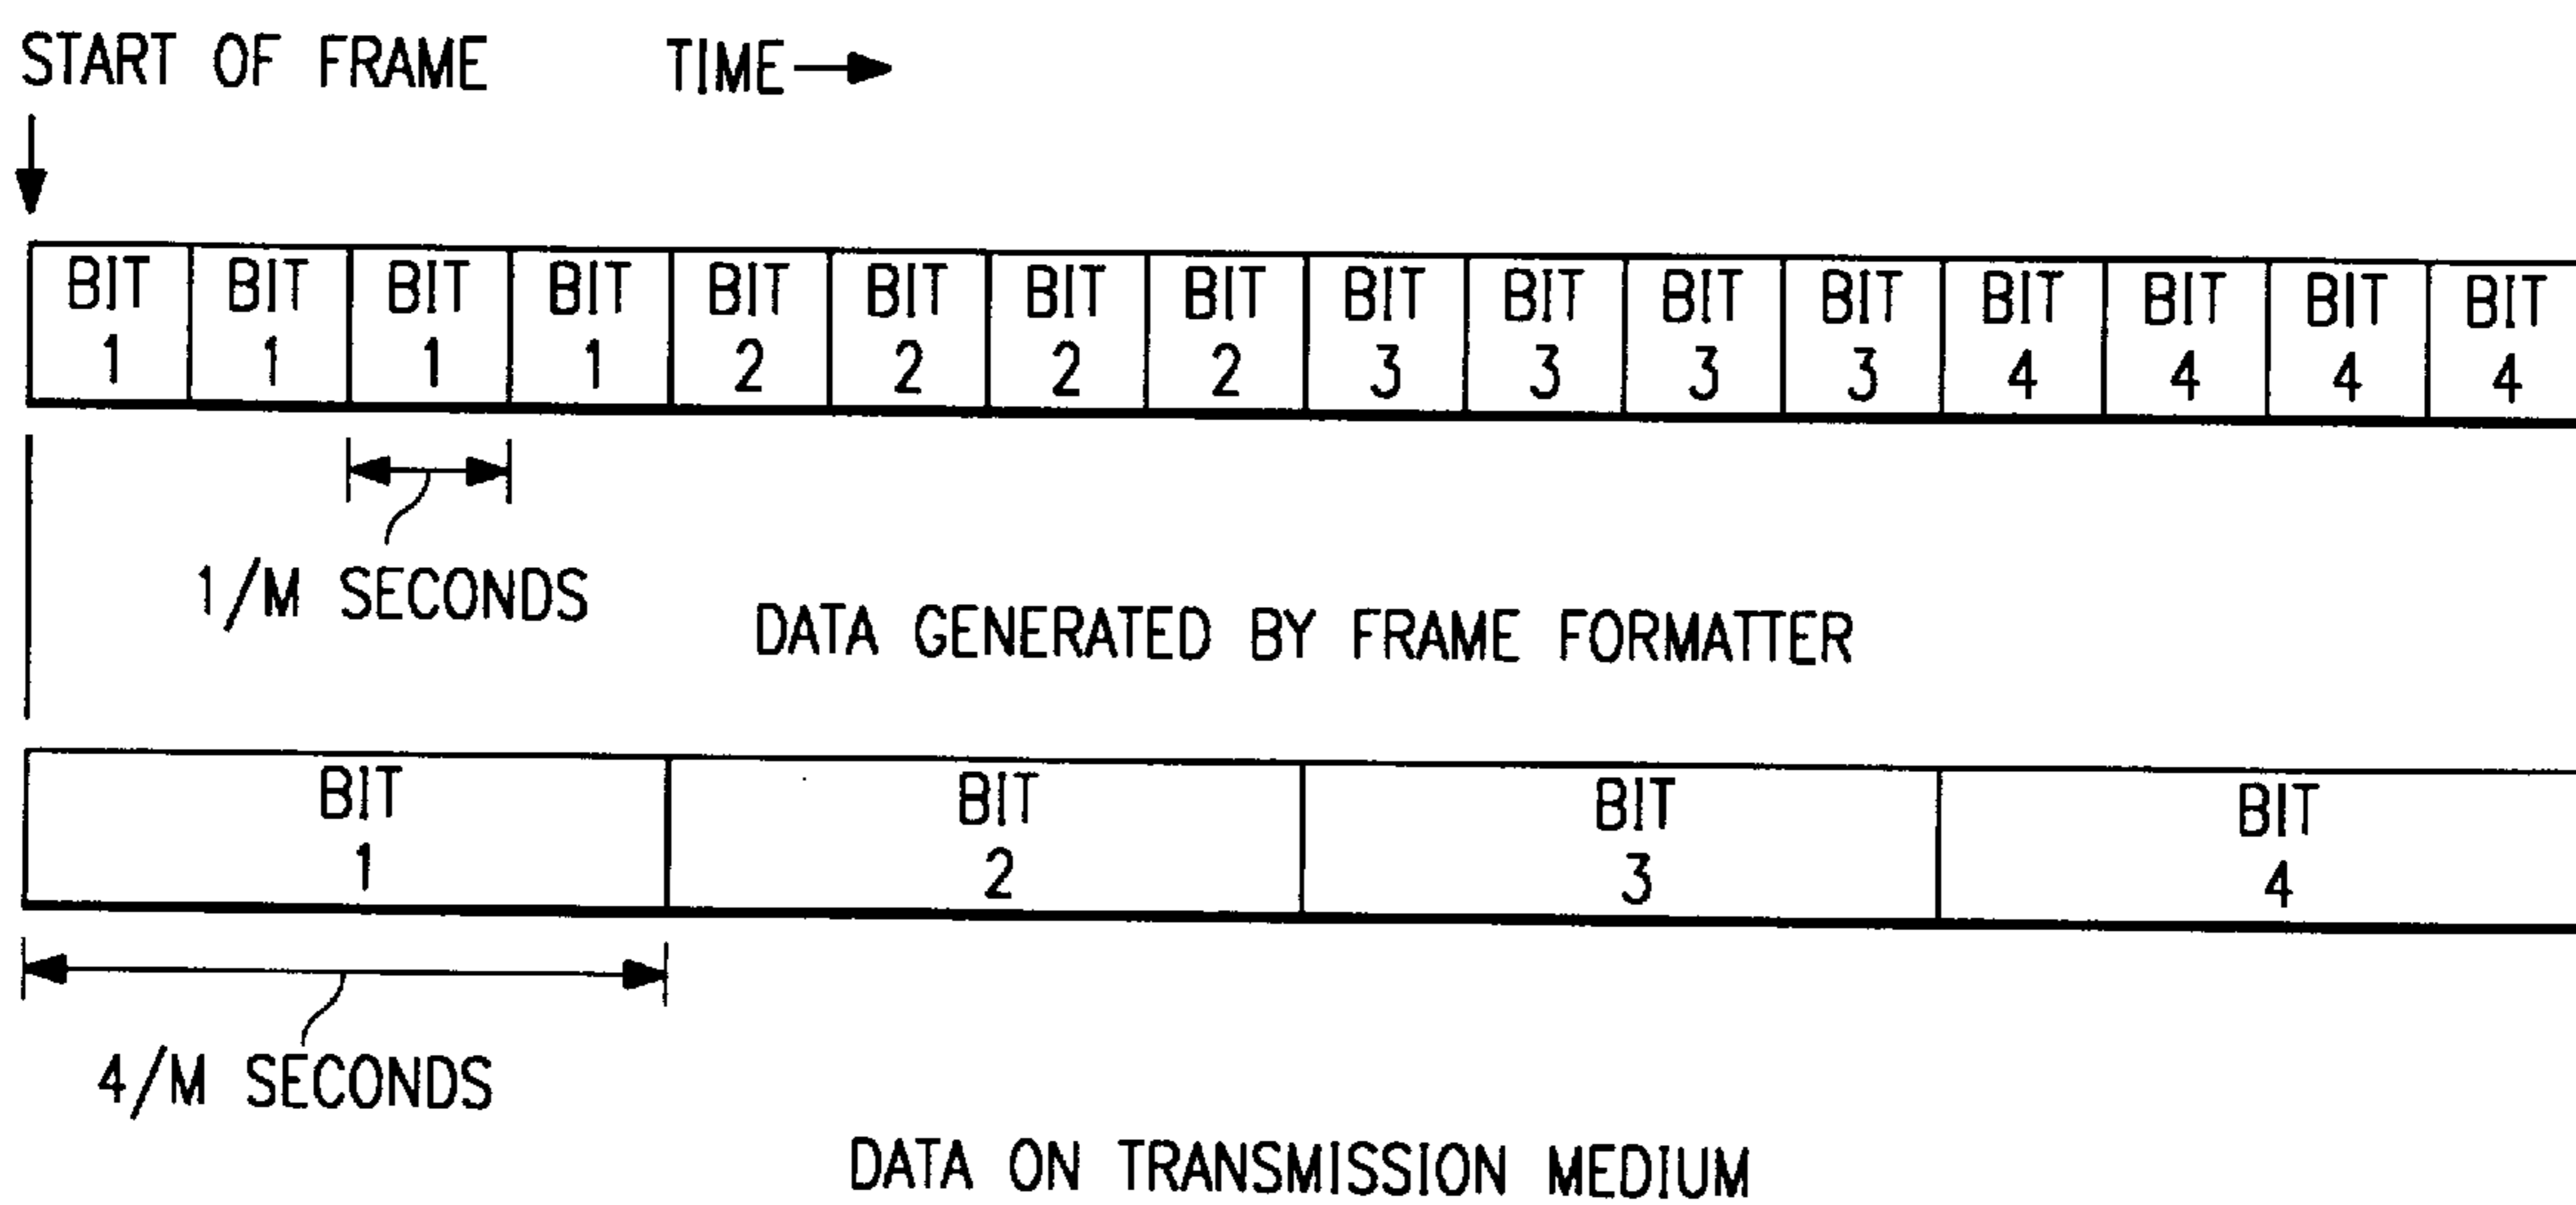 START OF FRAME TIME
BIT BIT BIT BIT BIT BIT BIT BIT BIT BIT BIT BIT BIT BIT BIT BIT
1 1 1 1 2 2 2 2 3 3 3 3 4 4 4 4
1/M SECONDS
DATA GENERATED BY FRAME FORMATTER
BIT BIT BIT BIT
1 2 3 4
4/M SECONDS
DATA ON TRANSMISSION MEDIUM